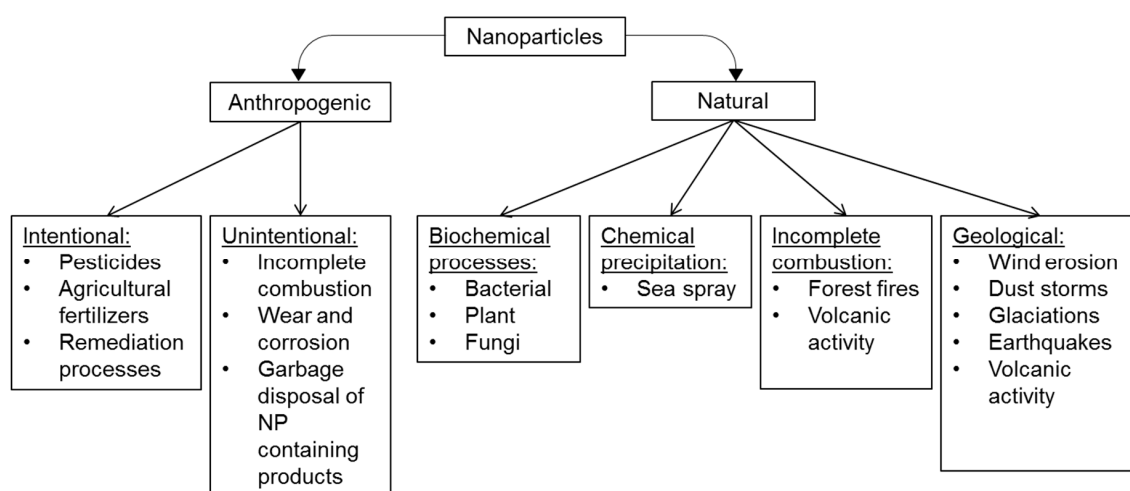 Nanoparticles
Anthropogenic
Natural
Intentional:
• Pesticides
• Agricultural
fertilizers
• Remediation
processes
Unintentional:
• Incomplete
combustion
• Wear and
corrosion
• Garbage
disposal of
NP
containing
products
Biochemical
processes:
• Bacterial
• Plant
• Fungi
Chemical
precipitation:
• Sea spray
Incomplete
combustion:
• Forest fires
• Volcanic
activity
Geological:
• Wind erosion
• Dust storms
• Glaciations
• Earthquakes
• Volcanic
activity